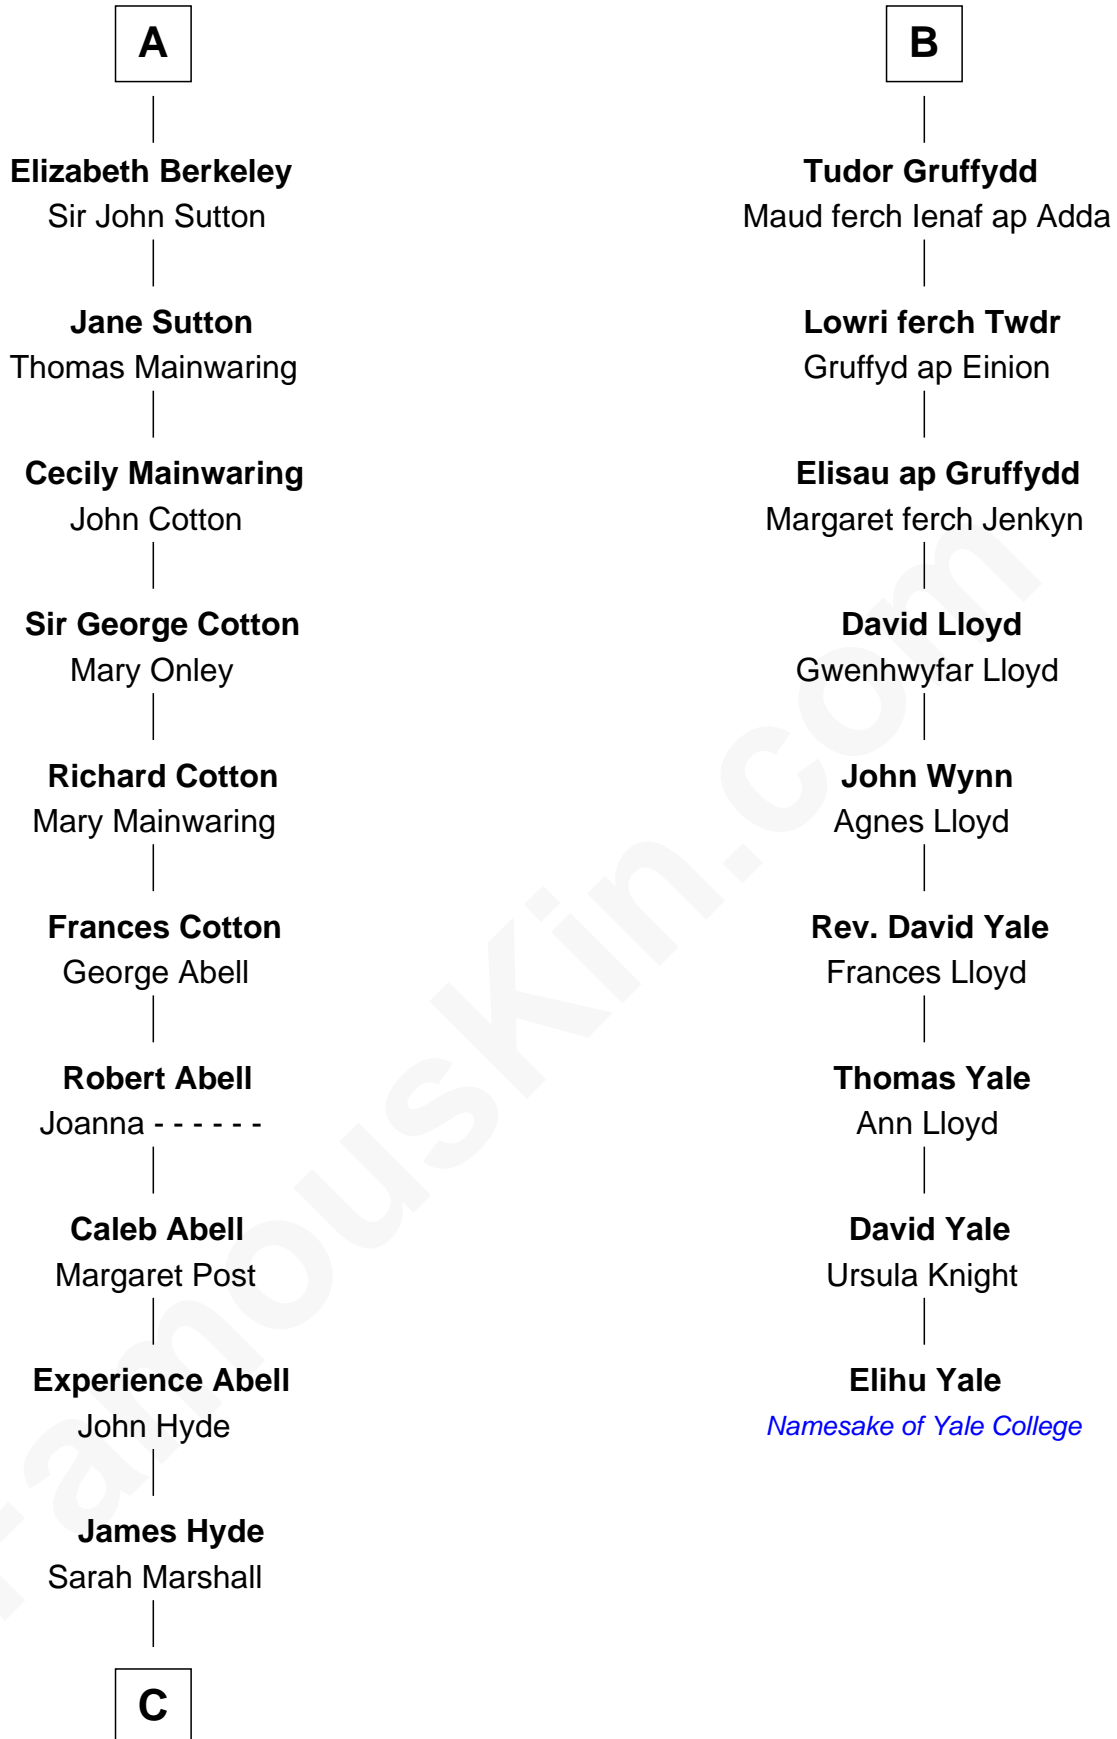 A
Elizabeth Berkeley
Sir John Sutton
Jane Sutton
Thomas Mainwaring
Cecily Mainwaring
John Cotton
Sir George Cotton
Mary Onley
Richard Cotton
Mary Mainwaring
Frances Cotton
George Abell
Robert Abell
Joanna - - - - - -
Caleb Abell
Margaret Post
Experience Abell
John Hyde
James Hyde
Sarah Marshall
C
B
Tudor Gruffydd
Maud ferch Ienaf ap Adda
Lowri ferch Twdr
Gruffyd ap Einion
Elisau ap Gruffydd
Margaret ferch Jenkyn
David Lloyd
Gwenhwyfar Lloyd
John Wynn
Agnes Lloyd
Rev. David Yale
Frances Lloyd
Thomas Yale
Ann Lloyd
David Yale
Ursula Knight
Elihu Yale
Namesake of Yale College
FamousKin.com